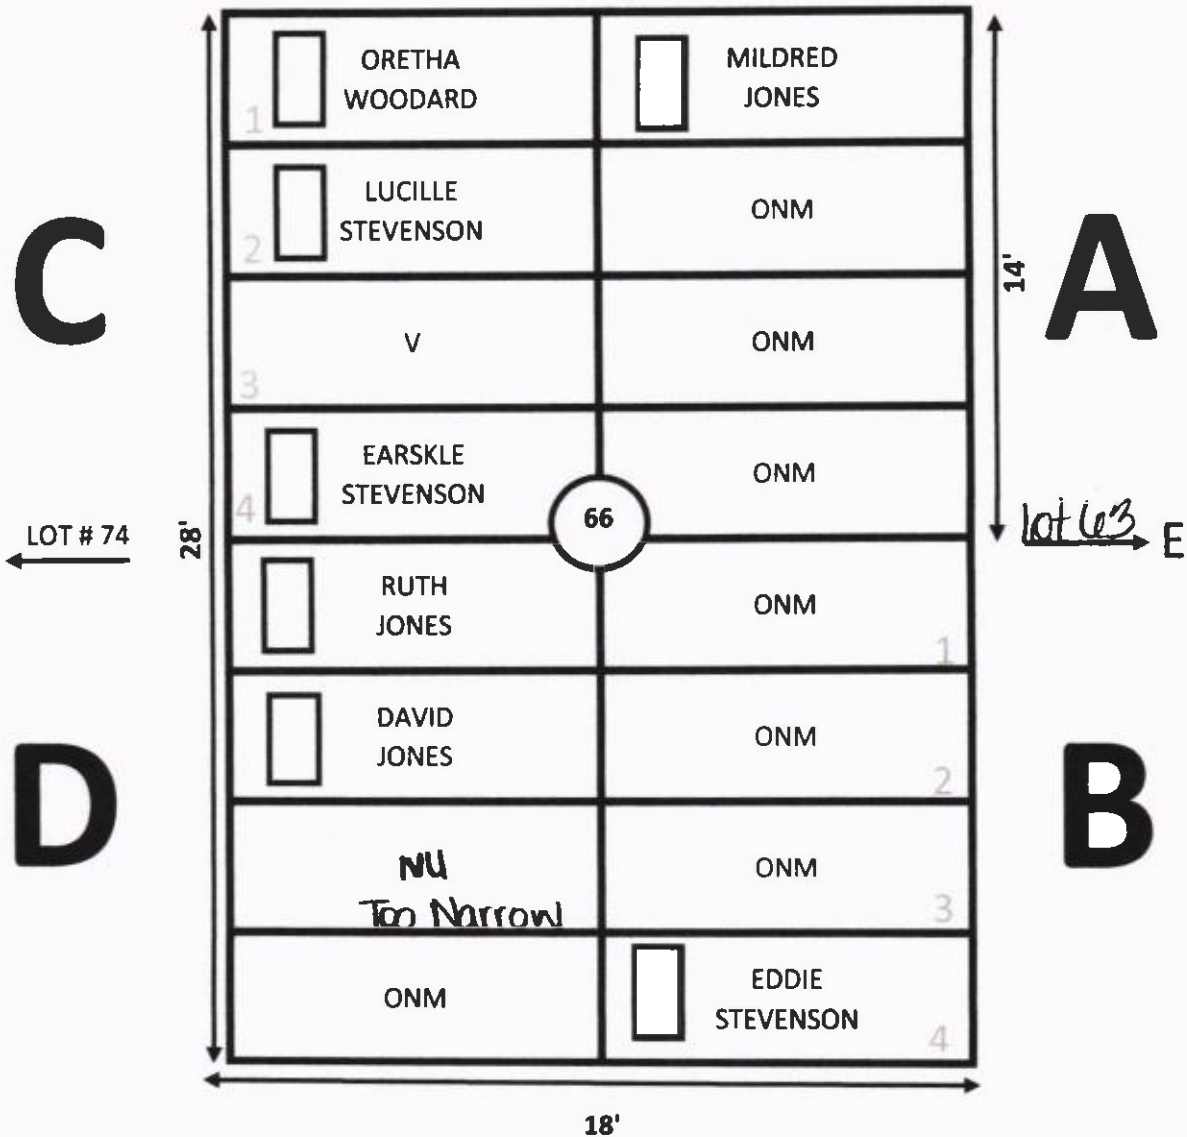 ORETHA
WOODARD
1
MILDRED
JONES
C
LUCILLE
STEVENSON
2
ONM
A
14'
V
3
ONM
EARSKLE
STEVENSON
4
ONM
66
LOT # 74
28'
lot 63
E
RUTH
JONES
ONM
1
D
DAVID
JONES
ONM
2
B
NU
Too Narrow
ONM
3
ONM
EDDIE
STEVENSON
4
18'